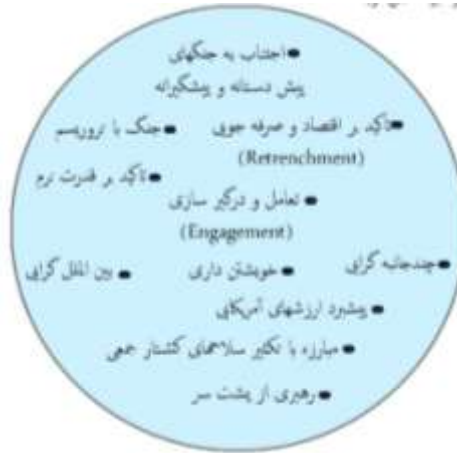 ●اجتناب به جنگهای
پیش دستانه و پیشگیرانه
●تاکید بر اقتصاد و صرفه جویی
(Retrenchment)
●جنگ با تروریسم
●تاکید بر قدرت نرم
●تعامل و درگیر سازی
(Engagement)
●چندجانبه گرایی
●خویشتن داری
●بین الملل گرایی
●پیشبرد ارزشهای آمریکایی
●مبارزه با تکثیر سلاحهای کشتار جمعی
●رهبری از پشت سر